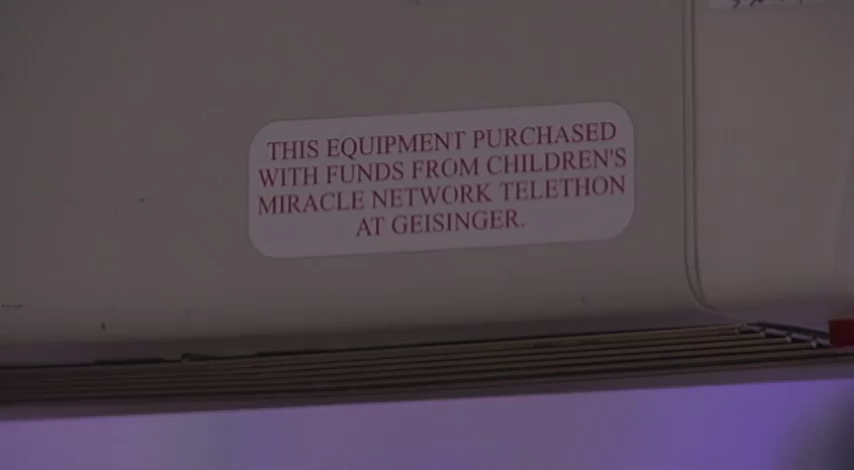 THIS EQUIPMENT PURCHASED
WITH FUNDS FROM CHILDREN'S
MIRACLE NETWORK TELETHON
AT GEISINGER.